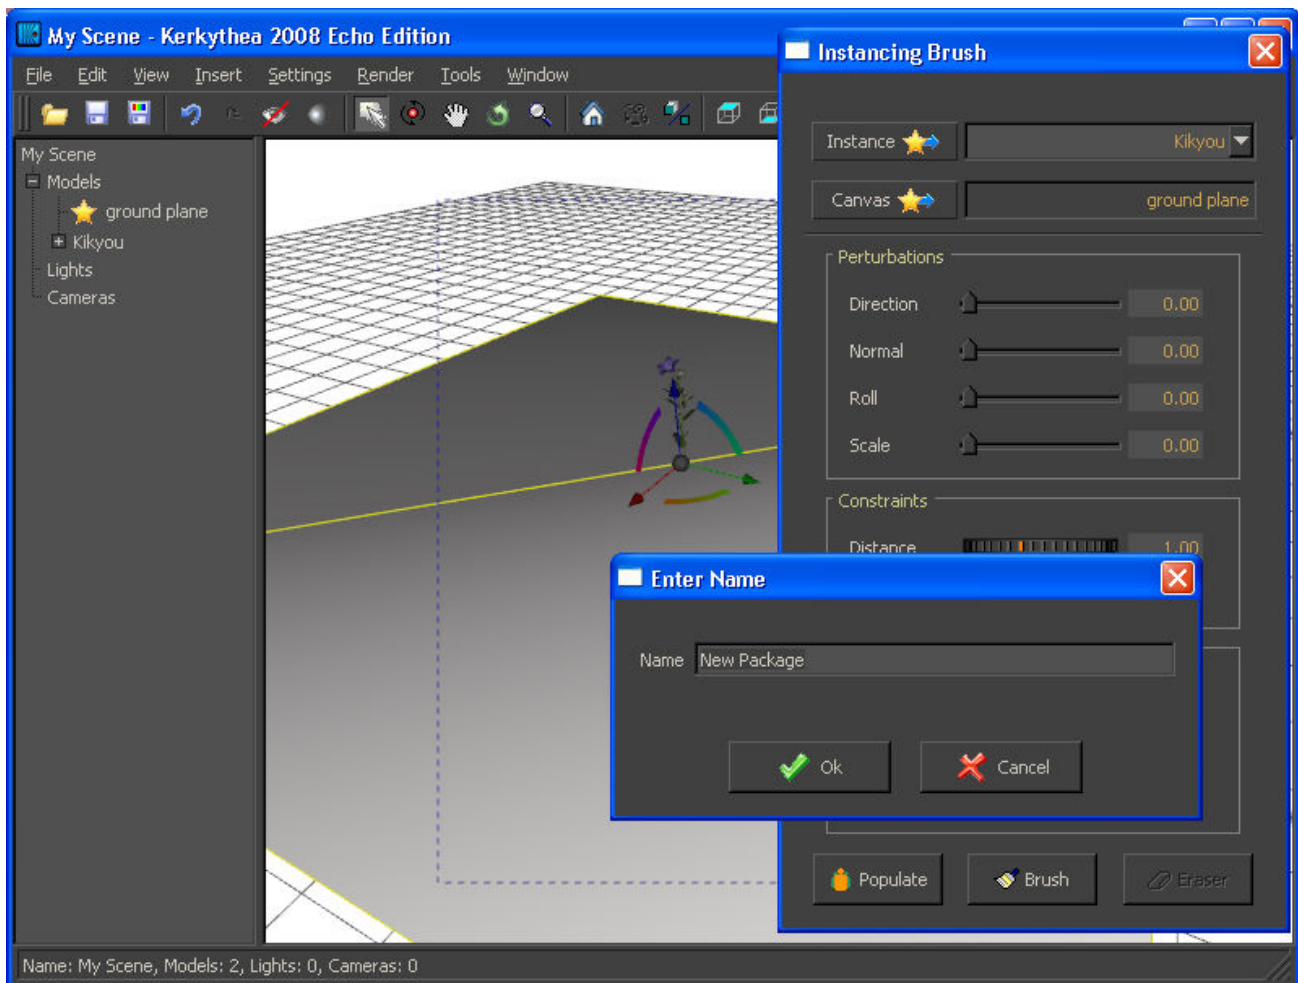 My Scene - Kerkythea 2008 Echo Edition
File Edit View Insert Settings Render Tools Window
My Scene
Models
ground plane
Kikyou
Lights
Cameras
Instancing Brush
Instance Kikyou
Canvas ground plane
Perturbations
Direction 0.00
Normal 0.00
Roll 0.00
Scale 0.00
Constraints
Distance 1.00
Enter Name
Name New Package
Ok Cancel
Populate Brush Eraser
Name: My Scene, Models: 2, Lights: 0, Cameras: 0